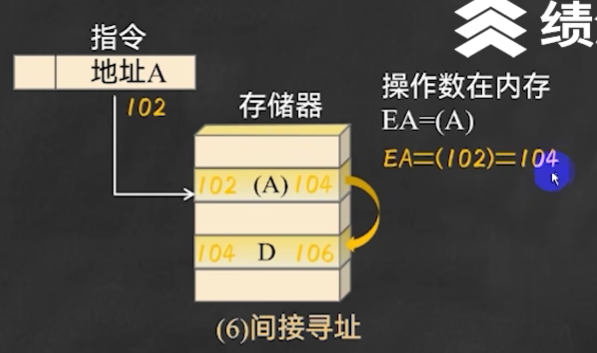 绩
指令
地址A
102
存储器
操作数在内存
EA=(A)
EA=(102)=104
102 (A) 104
104 D 106
(6)间接寻址